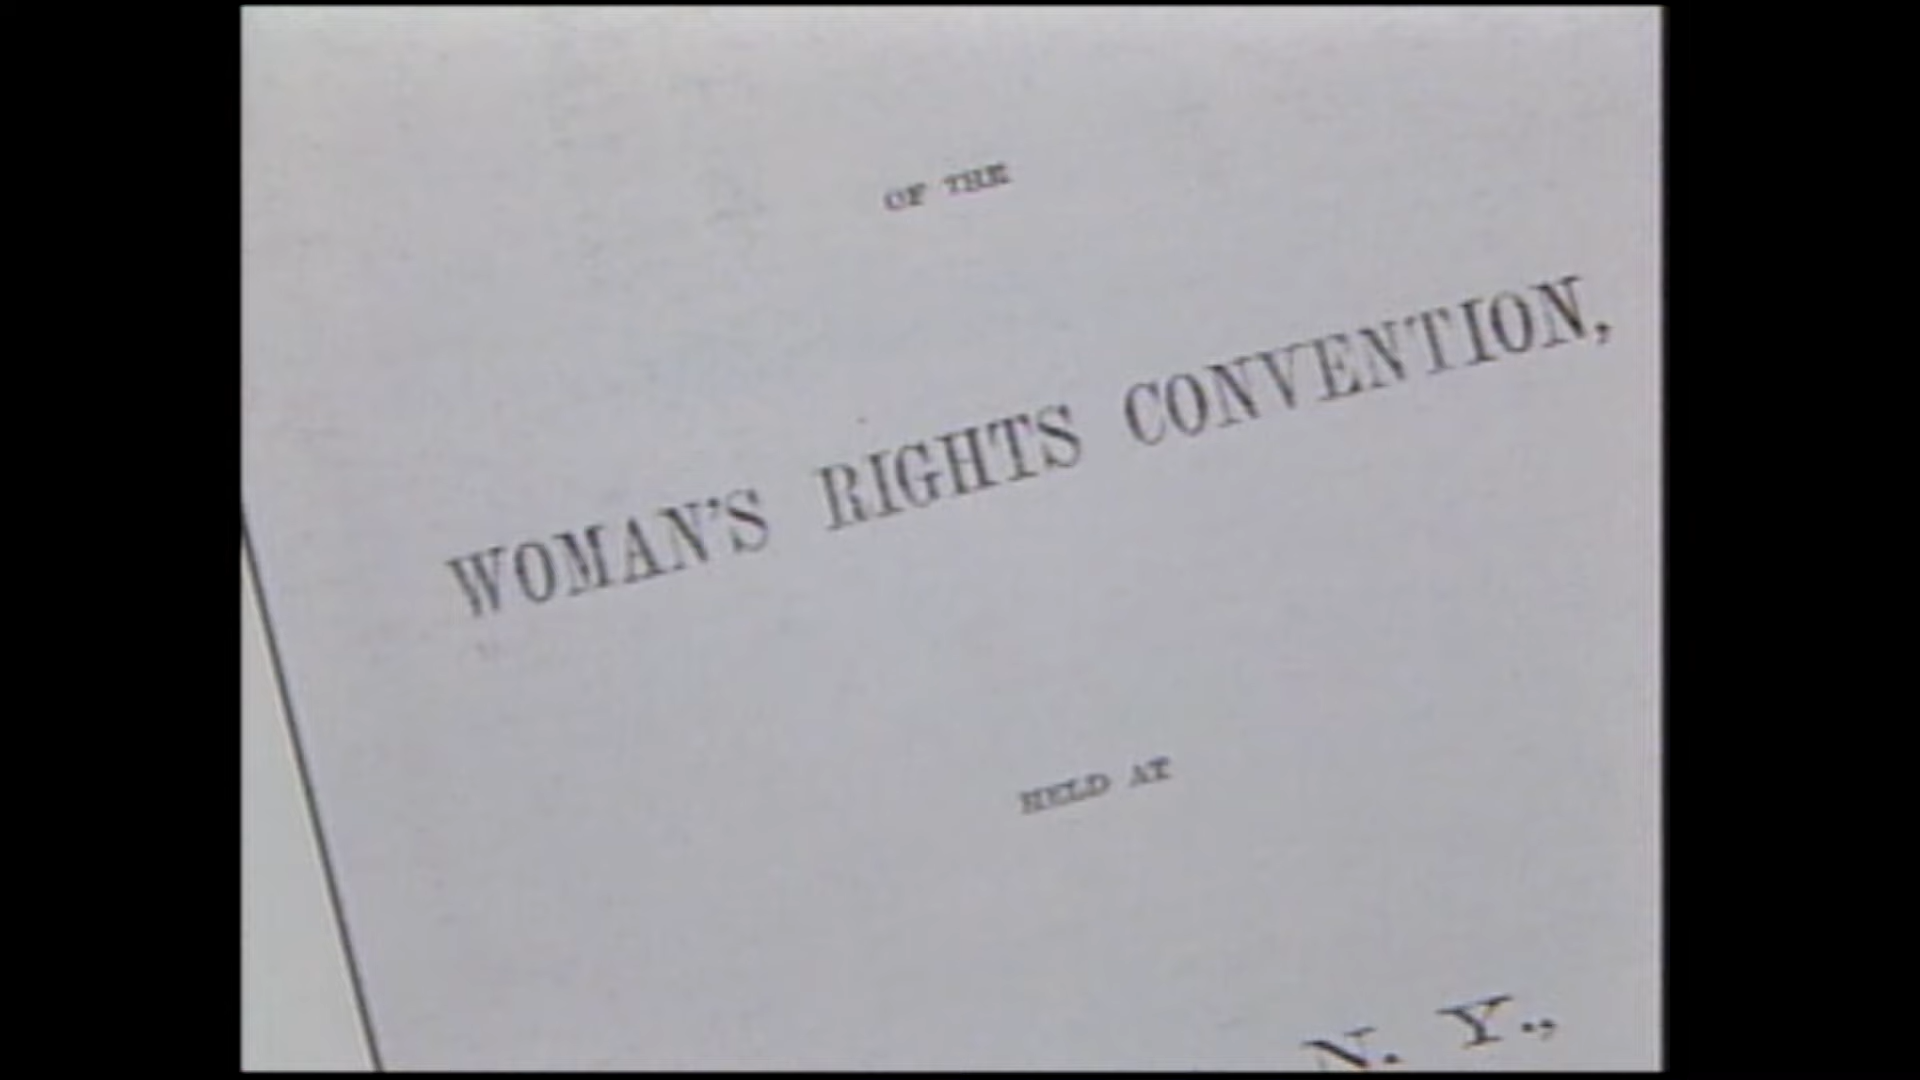 OF THE
WOMAN'S RIGHTS CONVENTION,
HELD AT
N. Y.,